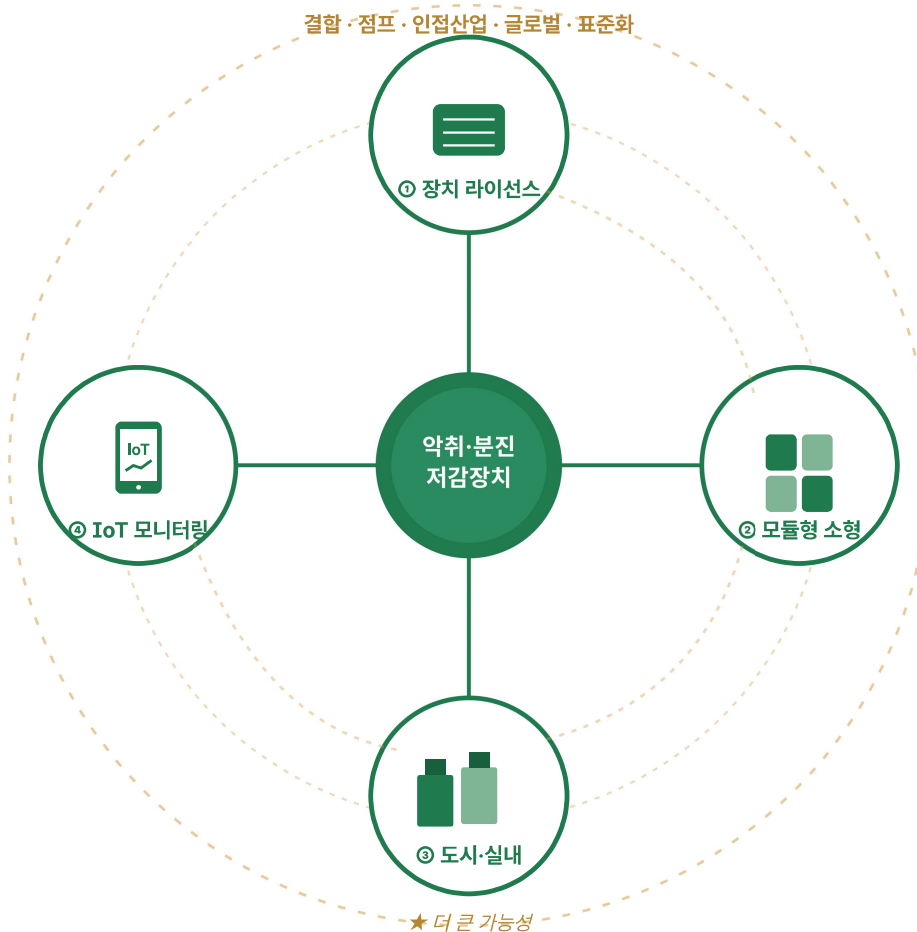 결합 · 점프 · 인접산업 · 글로벌 · 표준화
① 장치 라이선스
악취·분진
저감장치
IoT
④ IoT 모니터링
② 모듈형 소형
③ 도시·실내
★ 더 큰 가능성